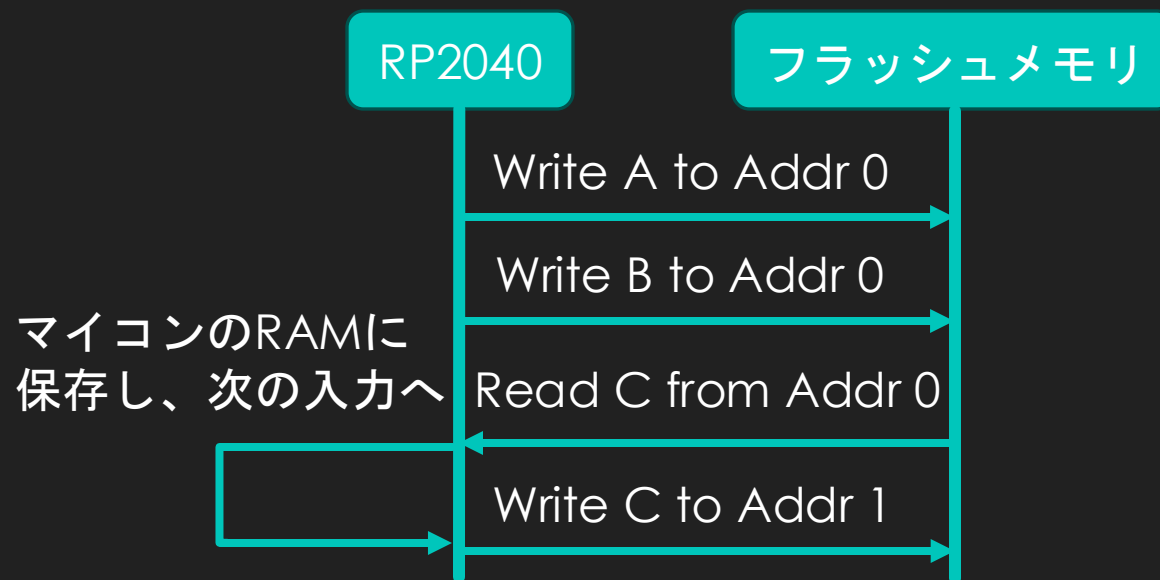 RP2040
フラッシュメモリ
Write A to Addr 0
Write B to Addr 0
マイコンのRAMに
保存し、次の入力へ
Read C from Addr 0
Write C to Addr 1